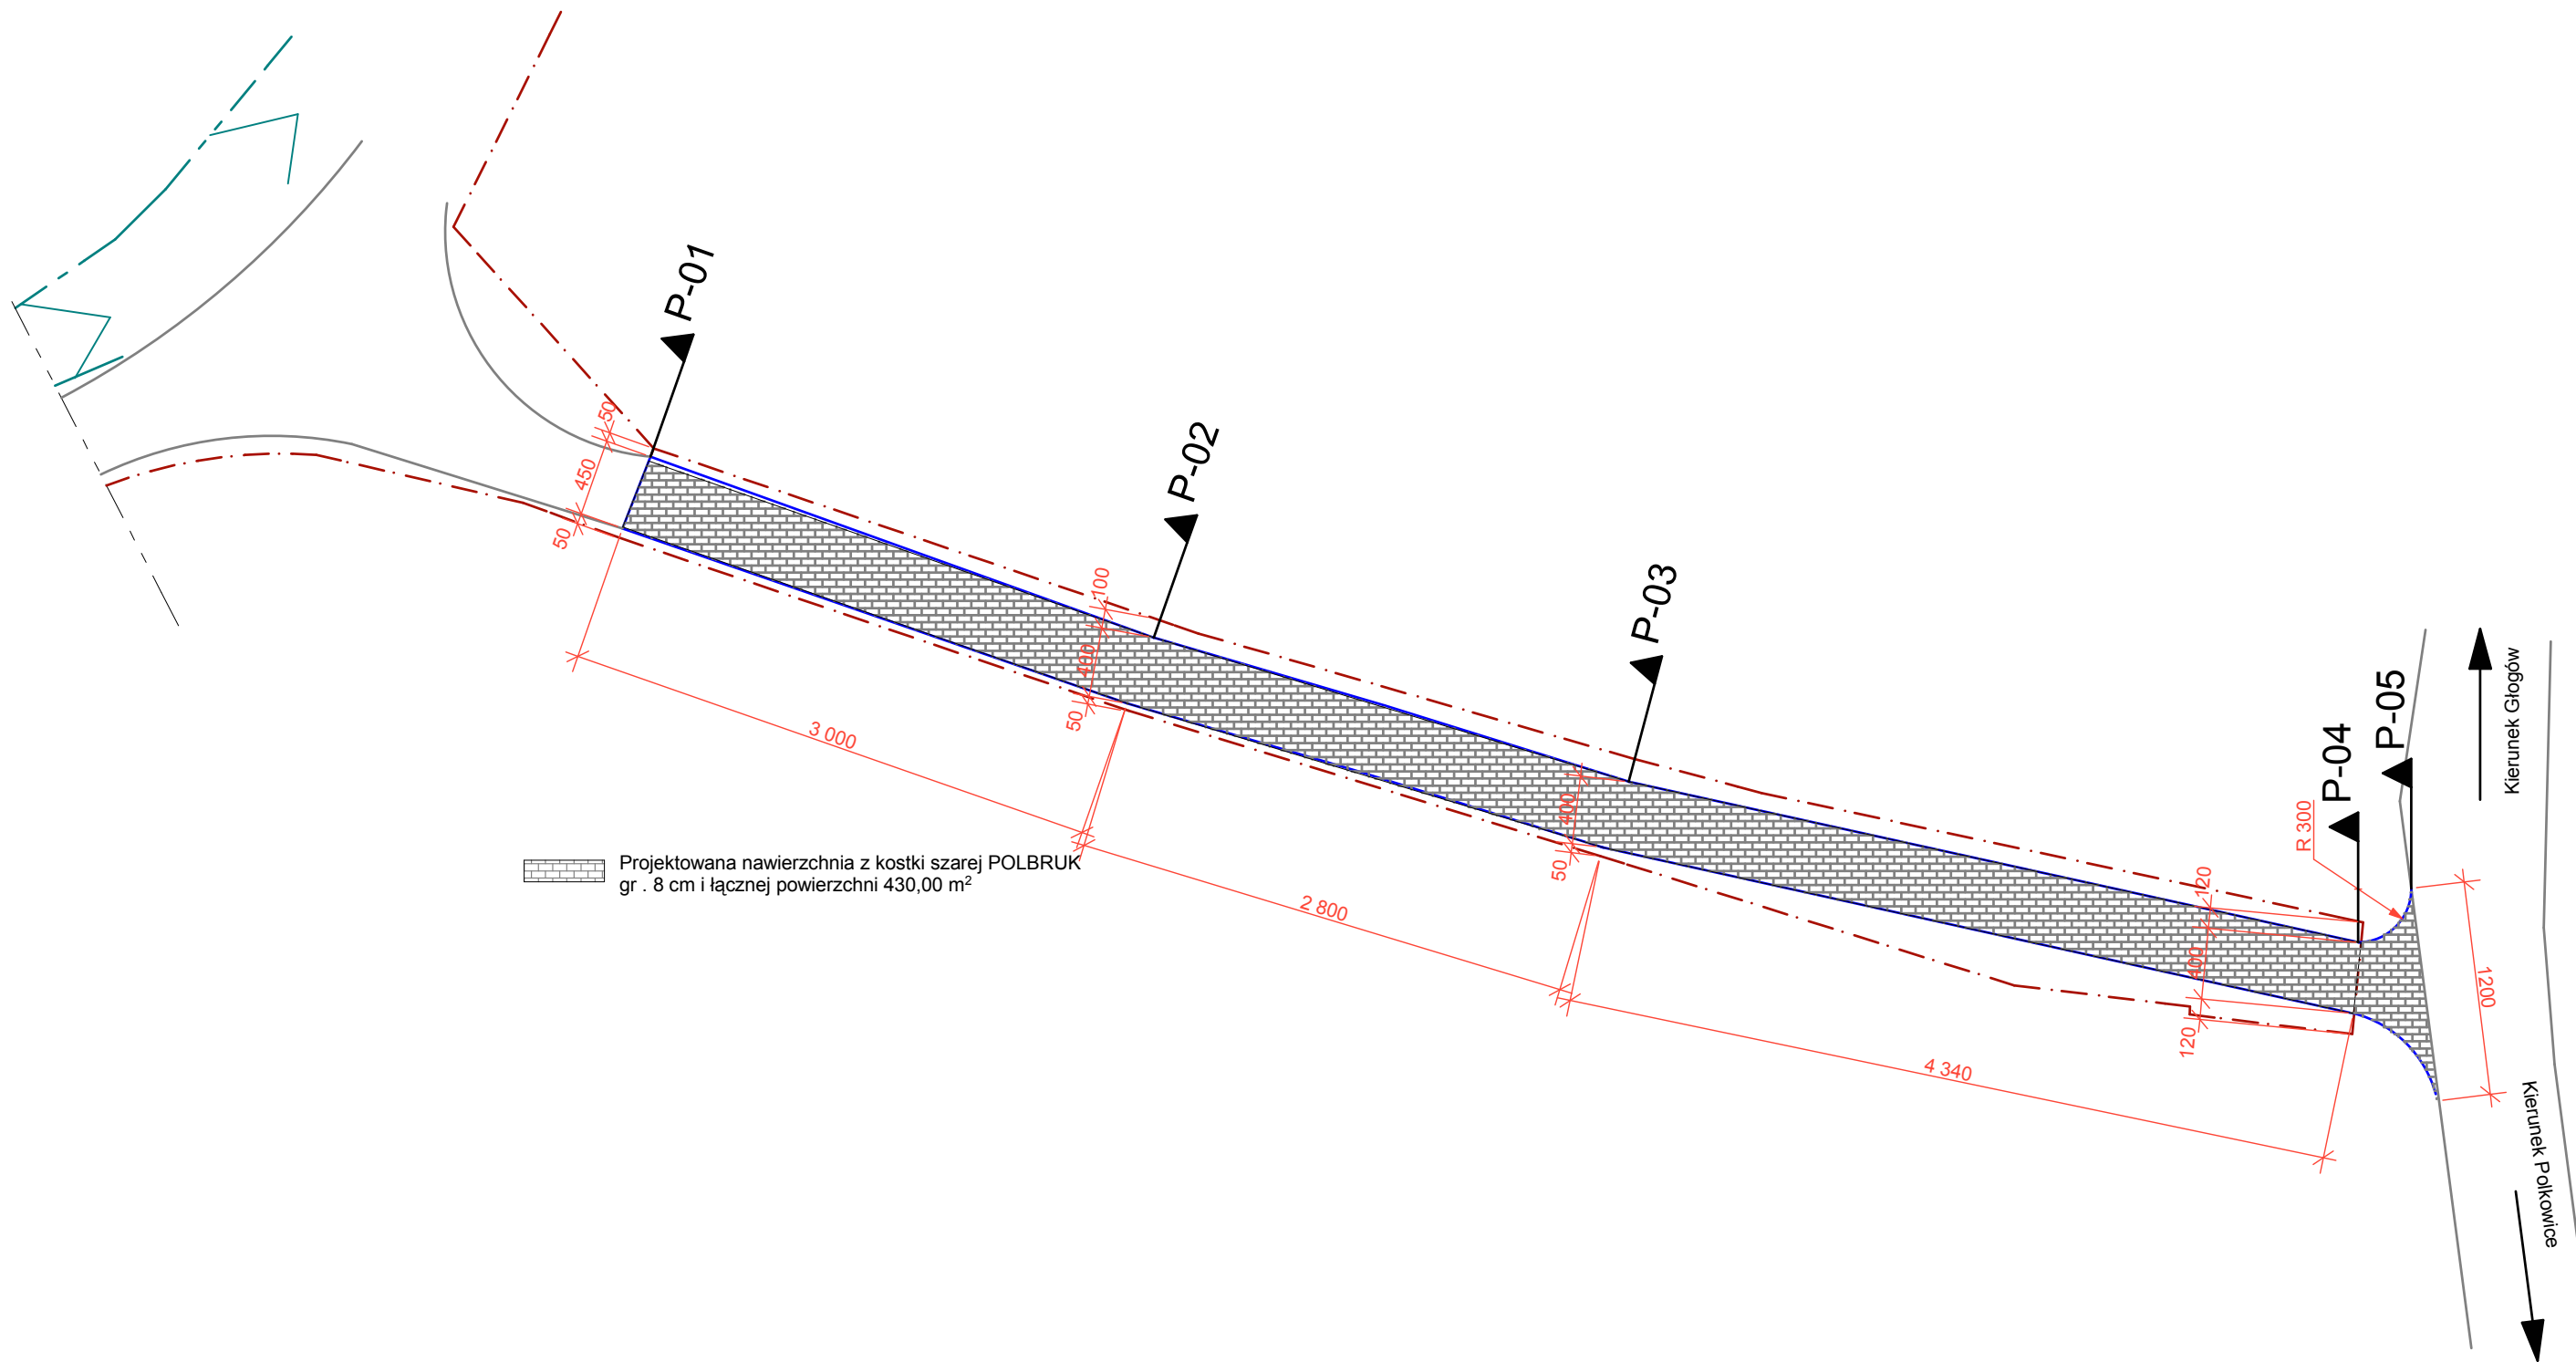 P-01
P-02
P-03
P-04
P-05
50
450
50
100
400
50
400
50
120
400
120
R 300
1200
3 000
2 800
4 340
Kierunek Głogów
Kierunek Polkowice
Projektowana nawierzchnia z kostki szarej POLBRUK
gr . 8 cm i łącznej powierzchni 430,00 m²